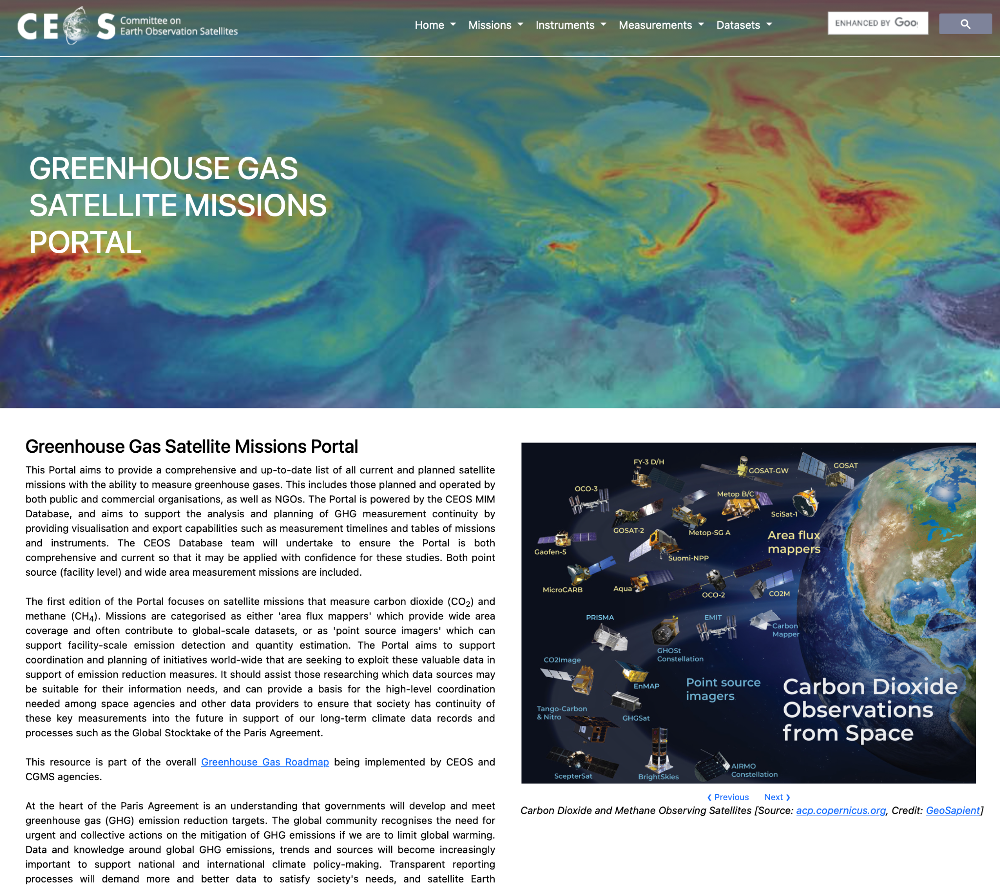 CEOS Committee on
Earth Observation Satellites
Home Missions Instruments Measurements Datasets
ENHANCED BY Goo
GREENHOUSE GAS
SATELLITE MISSIONS
PORTAL
Greenhouse Gas Satellite Missions Portal
This Portal aims to provide a comprehensive and up-to-date list of all current and planned satellite
missions with the ability to measure greenhouse gases. This includes those planned and operated by
both public and commercial organisations, as well as NGOs. The Portal is powered by the CEOS MIM
Database, and aims to support the analysis and planning of GHG measurement continuity by
providing visualisation and export capabilities such as measurement timelines and tables of missions
and instruments. The CEOS Database team will undertake to ensure the Portal is both
comprehensive and current so that it may be applied with confidence for these studies. Both point
source (facility level) and wide area measurement missions are included.
The first edition of the Portal focuses on satellite missions that measure carbon dioxide (CO₂) and
methane (CH₄). Missions are categorised as either 'area flux mappers' which provide wide area
coverage and often contribute to global-scale datasets, or as 'point source imagers' which can
support facility-scale emission detection and quantity estimation. The Portal aims to support
coordination and planning of initiatives world-wide that are seeking to exploit these valuable data in
support of emission reduction measures. It should assist those researching which data sources may
be suitable for their information needs, and can provide a basis for the high-level coordination
needed among space agencies and other data providers to ensure that society has continuity of
these key measurements into the future in support of our long-term climate data records and
processes such as the Global Stocktake of the Paris Agreement.
This resource is part of the overall Greenhouse Gas Roadmap being implemented by CEOS and
CGMS agencies.
At the heart of the Paris Agreement is an understanding that governments will develop and meet
greenhouse gas (GHG) emission reduction targets. The global community recognises the need for
urgent and collective actions on the mitigation of GHG emissions if we are to limit global warming.
Data and knowledge around global GHG emissions, trends and sources will become increasingly
important to support national and international climate policy-making. Transparent reporting
processes will demand more and better data to satisfy society's needs, and satellite Earth
FY-3 D/H
GOSAT-GW
GOSAT
OCO-3
Metop B/C
SciSat-1
GOSAT-2
Metop-SG A
Area flux
mappers
Gaofen-5
Suomi-NPP
MicroCARB
Aqua
OCO-2
CO2M
PRISMA
EMIT
Carbon
Mapper
GHOSt
Constellation
CO2Image
EnMAP
Point source
imagers
Carbon Dioxide
Observations
from Space
Tango-Carbon
& Nitro
GHGSat
ScepterSat
BrightSkies
AIRMO
Constellation
❮ Previous Next ❯
Carbon Dioxide and Methane Observing Satellites [Source: acp.copernicus.org, Credit: GeoSapient]